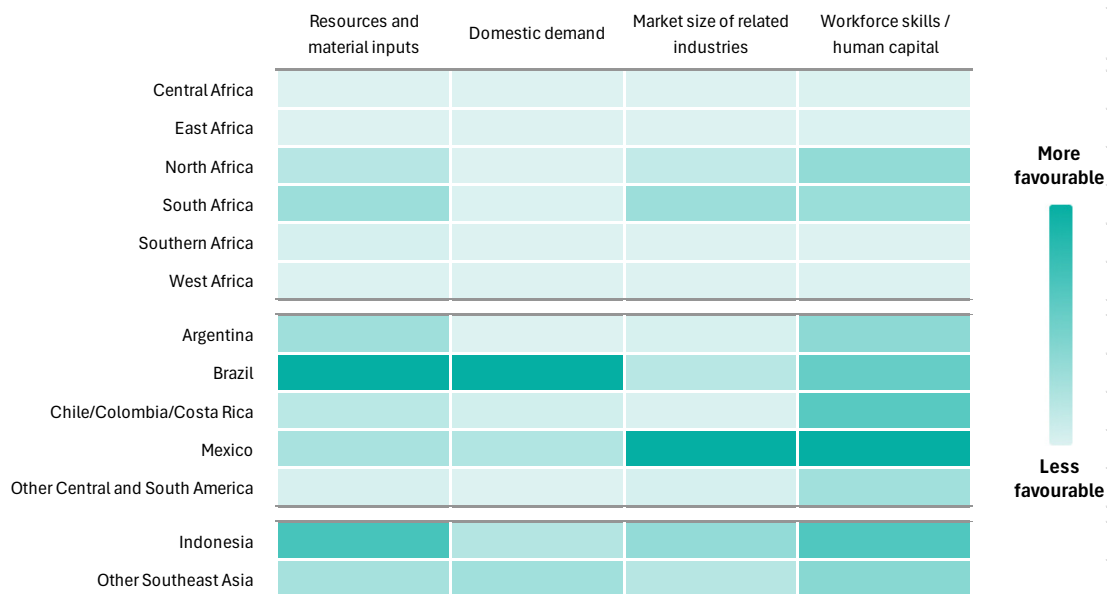 Resources and
material inputs
Domestic demand
Market size of related
industries
Workforce skills /
human capital
Central Africa
East Africa
North Africa
South Africa
Southern Africa
West Africa
Argentina
Brazil
Chile/Colombia/Costa Rica
Mexico
Other Central and South America
Indonesia
Other Southeast Asia
More
favourable
Less
favourable